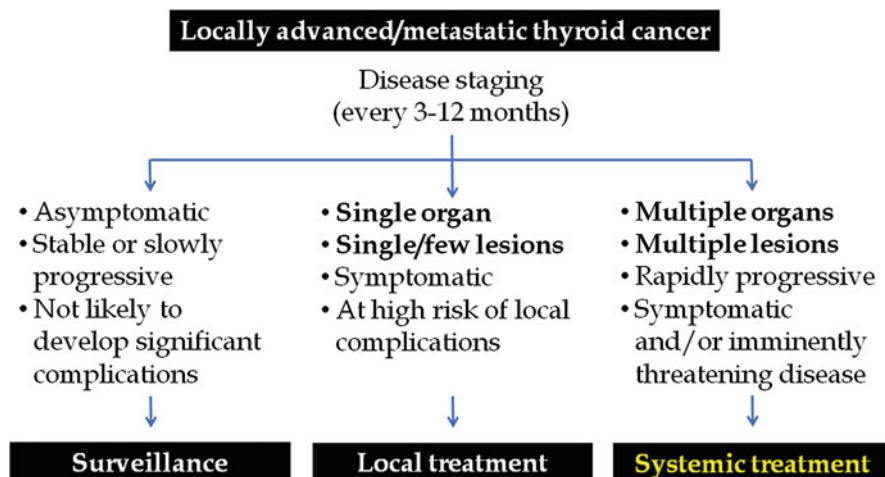 Locally advanced/metastatic thyroid cancer
Disease staging
(every 3-12 months)
• Asymptomatic
• Stable or slowly
progressive
• Not likely to
develop significant
complications
• Single organ
• Single/few lesions
• Symptomatic
• At high risk of local
complications
• Multiple organs
• Multiple lesions
• Rapidly progressive
• Symptomatic
and/or imminently
threatening disease
Surveillance
Local treatment
Systemic treatment